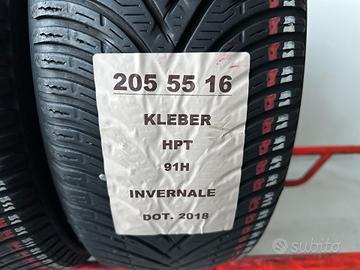 205 55 16
KLEBER
HPT
91H
INVERNALE
DOT. 2018
subito